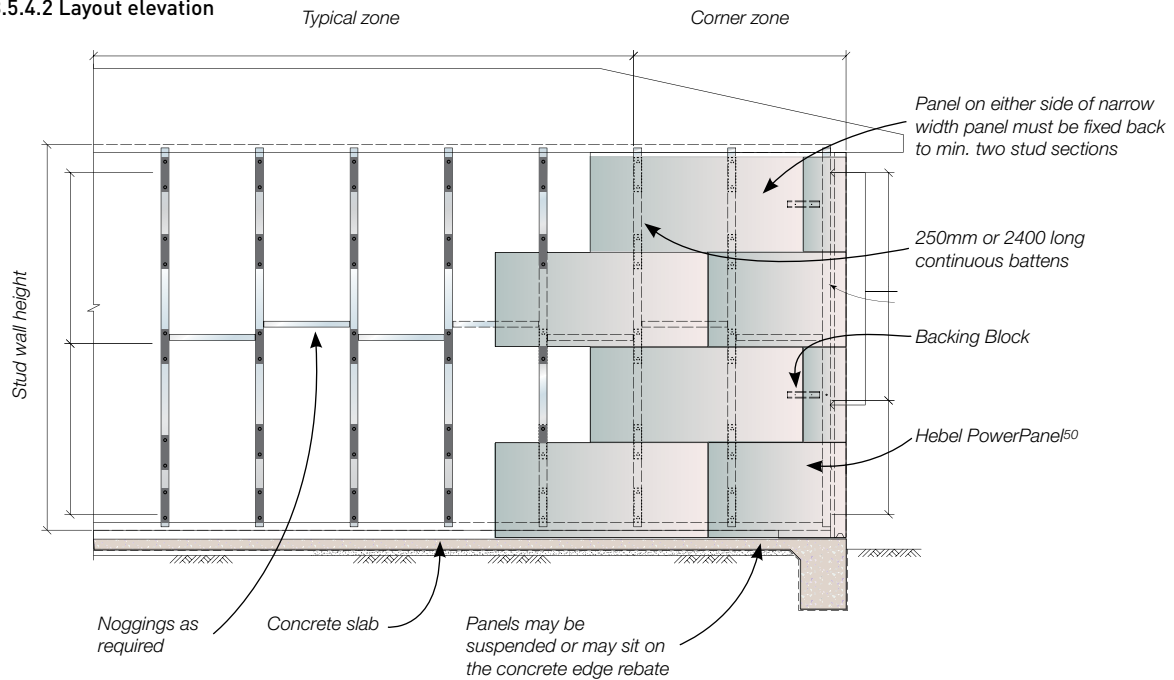 .5.4.2 Layout elevation
Typical zone
Corner zone
Panel on either side of narrow
width panel must be fixed back
to min. two stud sections
250mm or 2400 long
continuous battens
Stud wall height
Backing Block
Hebel PowerPanel50
Noggings as
required
Concrete slab
Panels may be
suspended or may sit on
the concrete edge rebate